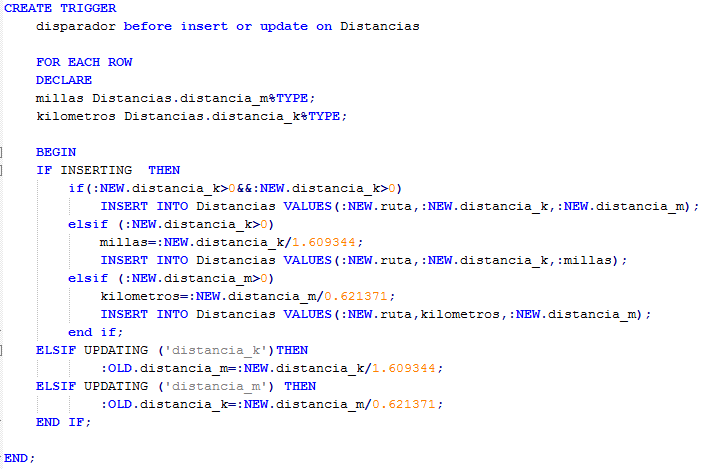 CREATE TRIGGER
disparador before insert or update on Distancias
FOR EACH ROW
DECLARE
millas Distancias.distancia_m%TYPE;
kilometros Distancias.distancia_k%TYPE;
BEGIN
IF INSERTING  THEN
if(:NEW.distancia_k>0&&:NEW.distancia_k>0)
INSERT INTO Distancias VALUES(:NEW.ruta,:NEW.distancia_k,:NEW.distancia_m);
elsif (:NEW.distancia_k>0)
millas=:NEW.distancia_k/1.609344;
INSERT INTO Distancias VALUES(:NEW.ruta,:NEW.distancia_k,:millas);
elsif (:NEW.distancia_m>0)
kilometros=:NEW.distancia_m/0.621371;
INSERT INTO Distancias VALUES(:NEW.ruta,kilometros,:NEW.distancia_m);
end if;
ELSIF UPDATING ('distancia_k')THEN
:OLD.distancia_m=:NEW.distancia_k/1.609344;
ELSIF UPDATING ('distancia_m') THEN
:OLD.distancia_k=:NEW.distancia_m/0.621371;
END IF;
END;